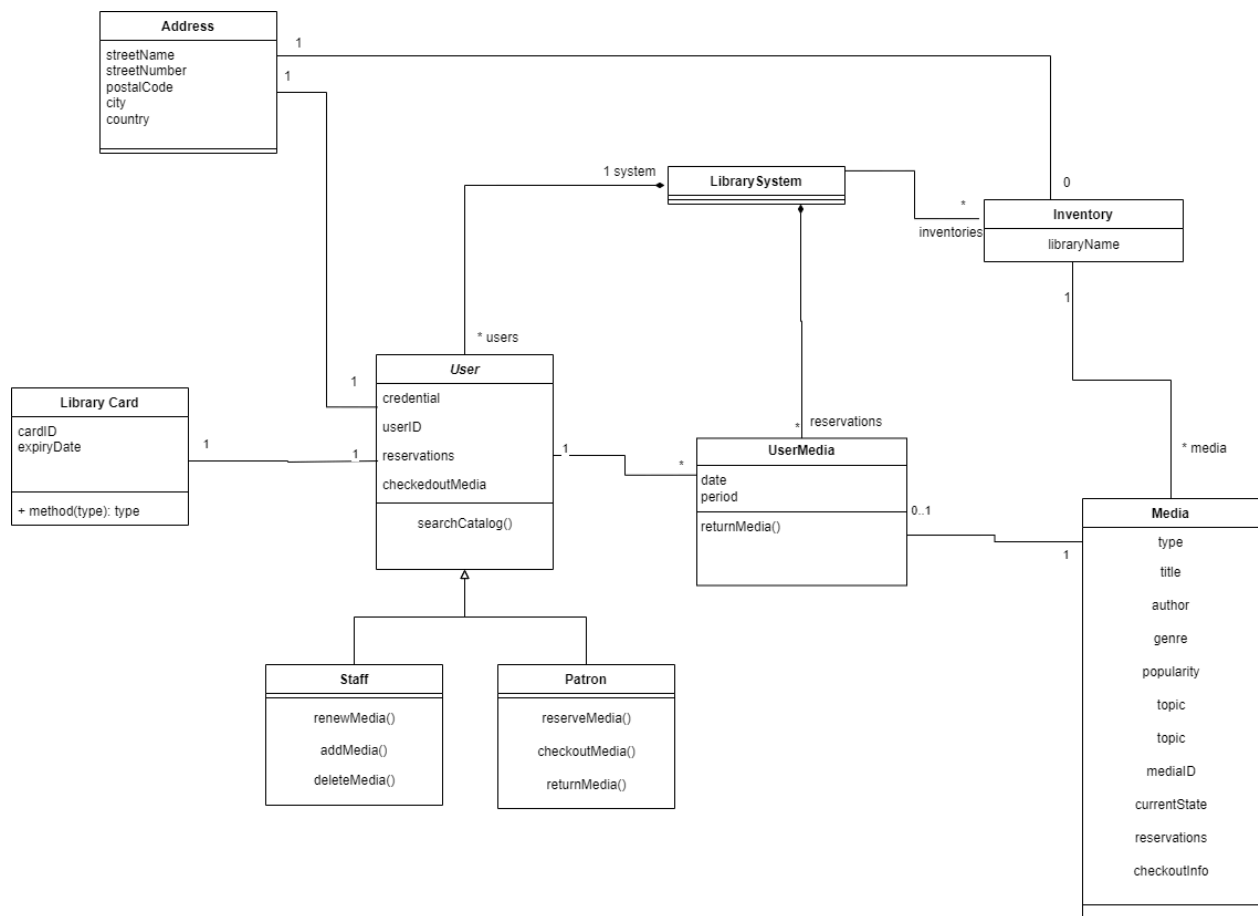 Address
streetName
streetNumber
postalCode
city
country
1
1
1 system
LibrarySystem
*
inventories
0
Inventory
libraryName
1
* users
User
credential
userID
reservations
checkedoutMedia
searchCatalog()
1
Library Card
cardID
expiryDate
+ method(type): type
1
1
1
*
* reservations
UserMedia
date
period
returnMedia()
0..1
1
* media
Media
type
title
author
genre
popularity
topic
topic
mediaID
currentState
reservations
checkoutInfo
Staff
renewMedia()
addMedia()
deleteMedia()
Patron
reserveMedia()
checkoutMedia()
returnMedia()